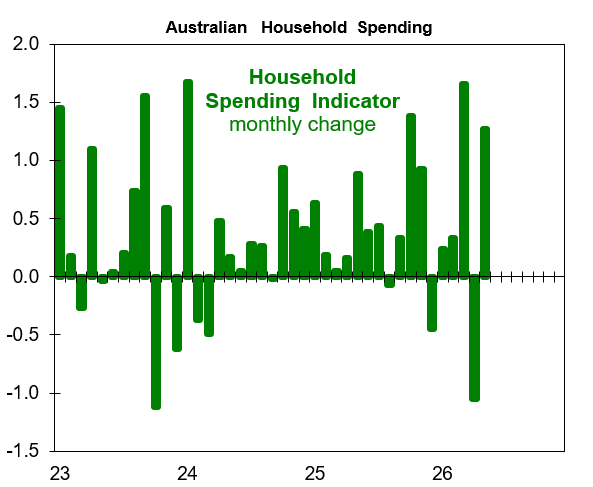 Australian Household Spending
2.0
Household
Spending Indicator
monthly change
1.5
1.0
0.5
0.0
-0.5
-1.0
-1.5
23 24 25 26